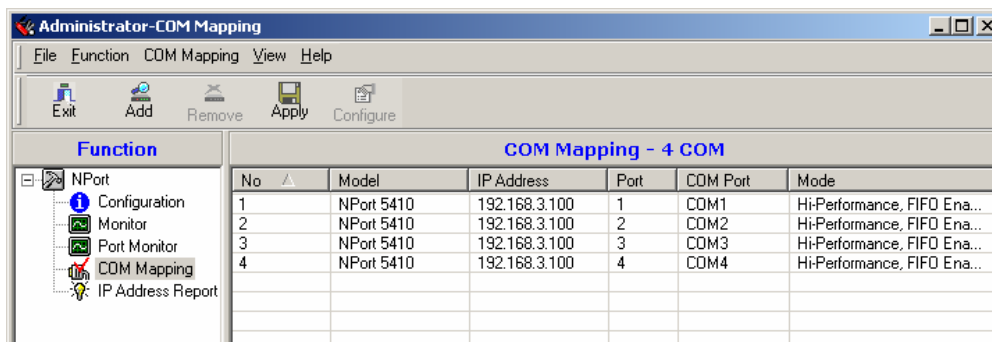 Administrator-COM Mapping
File Function COM Mapping View Help
Exit Add Remove Apply Configure
Function
NPort
Configuration
Monitor
Port Monitor
COM Mapping
IP Address Report
COM Mapping - 4 COM
No Model IP Address Port COM Port Mode
1 NPort 5410 192.168.3.100 1 COM1 Hi-Performance, FIFO Ena...
2 NPort 5410 192.168.3.100 2 COM2 Hi-Performance, FIFO Ena...
3 NPort 5410 192.168.3.100 3 COM3 Hi-Performance, FIFO Ena...
4 NPort 5410 192.168.3.100 4 COM4 Hi-Performance, FIFO Ena...